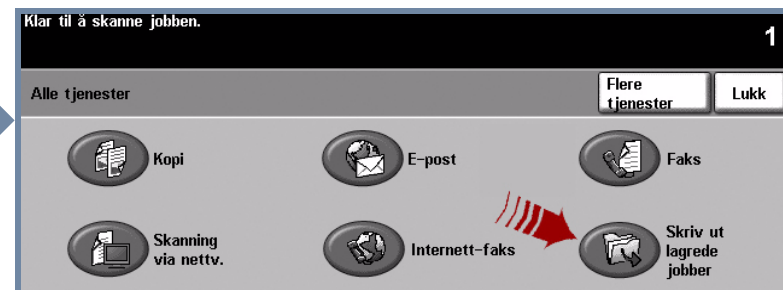 Klar til å skanne jobben.
1
Alle tjenester
Flere
tjenester
Lukk
Kopi
E-post
Faks
Skanning
via nettv.
Internett-faks
Skriv ut
lagrede
jobber